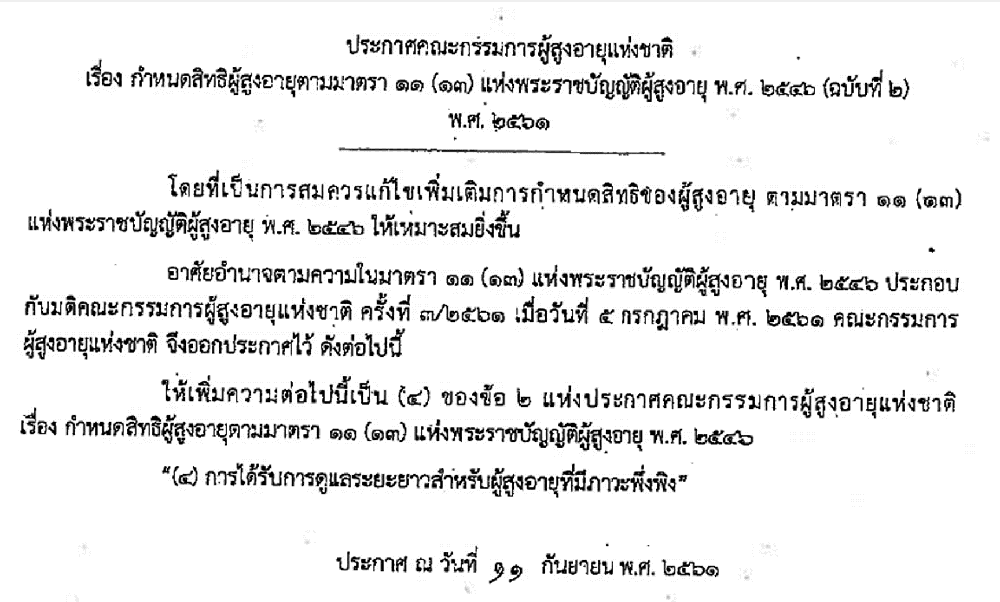 ประกาศคณะกรรมการผู้สูงอายุแห่งชาติ
เรื่อง กำหนดสิทธิผู้สูงอายุตามมาตรา ๑๑ (๑๓) แห่งพระราชบัญญัติผู้สูงอายุ พ.ศ. ๒๕๔๖ (ฉบับที่ ๒)
พ.ศ. ๒๕๖๑
โดยที่เป็นการสมควรแก้ไขเพิ่มเติมการกำหนดสิทธิของผู้สูงอายุ ตามมาตรา ๑๑ (๑๓)
แห่งพระราชบัญญัติผู้สูงอายุ พ.ศ. ๒๕๔๖ ให้เหมาะสมยิ่งขึ้น
อาศัยอำนาจตามความในมาตรา ๑๑ (๑๓) แห่งพระราชบัญญัติผู้สูงอายุ พ.ศ. ๒๕๔๖ ประกอบ
กับมติคณะกรรมการผู้สูงอายุแห่งชาติ ครั้งที่ ๓/๒๕๖๑ เมื่อวันที่ ๕ กรกฎาคม พ.ศ. ๒๕๖๑ คณะกรรมการ
ผู้สูงอายุแห่งชาติ จึงออกประกาศไว้ ดังต่อไปนี้
ให้เพิ่มความต่อไปนี้เป็น (๔) ของข้อ ๒ แห่งประกาศคณะกรรมการผู้สูงอายุแห่งชาติ
เรื่อง กำหนดสิทธิผู้สูงอายุตามมาตรา ๑๑ (๑๓) แห่งพระราชบัญญัติผู้สูงอายุ พ.ศ. ๒๕๔๖
“(๔) การได้รับการดูแลระยะยาวสำหรับผู้สูงอายุที่มีภาวะพึ่งพิง”
ประกาศ ณ วันที่ ๑๑ กันยายน พ.ศ. ๒๕๖๑